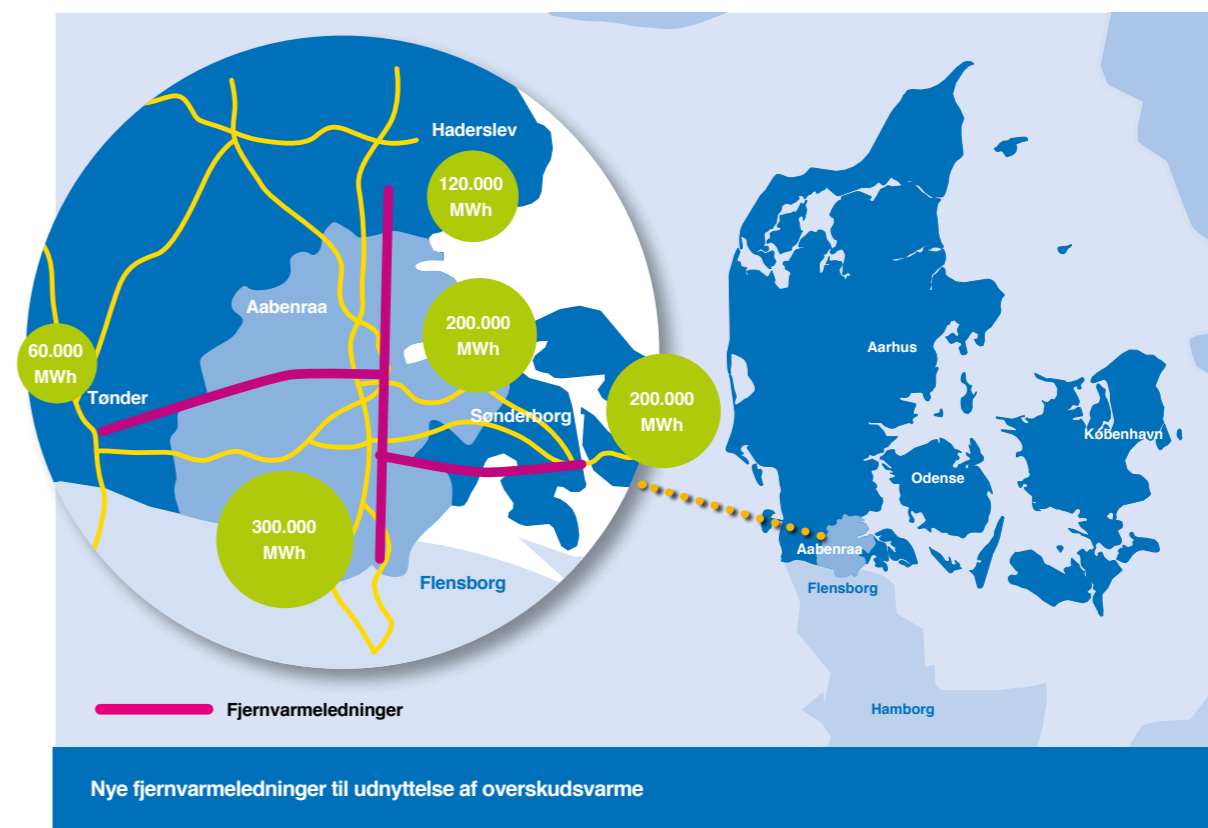 Haderslev
120.000
MWh
Aabenraa
200.000
MWh
60.000
MWh
Tønder
Sønderborg
200.000
MWh
300.000
MWh
Flensborg
Aarhus
København
Odense
Aabenraa
Flensborg
Hamborg
Fjernvarmeledninger
Nye fjernvarmeledninger til udnyttelse af overskudsvarme